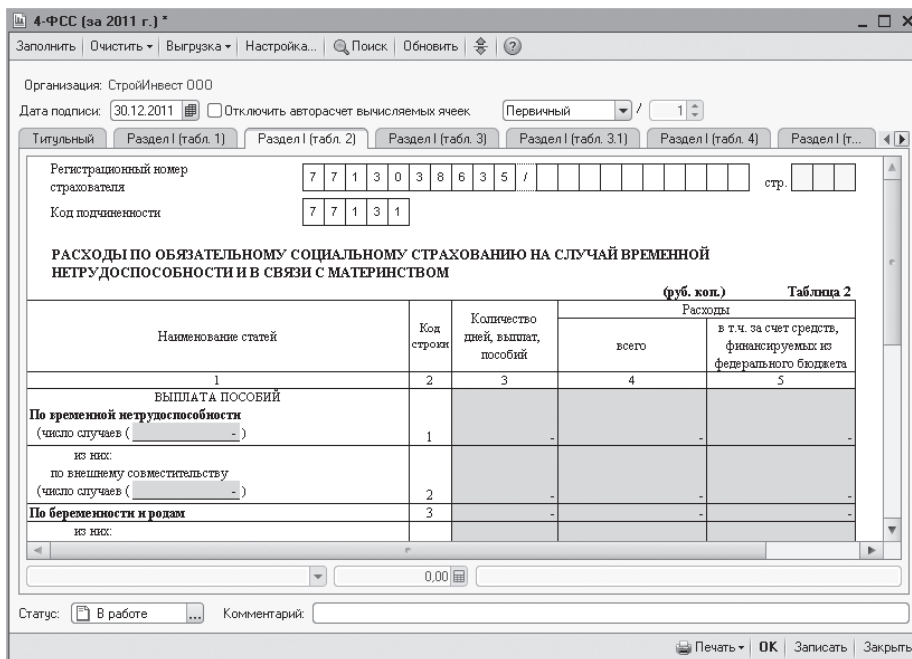 4-ФСС (за 2011 г.) *
Заполнить Очистить Выгрузка Настройка... Поиск Обновить
Организация: СтройИнвест ООО
Дата подписи: 30.12.2011 Отключить авторасчет вычисляемых ячеек Первичный / 1
Титульный Раздел I (табл. 1) Раздел I (табл. 2) Раздел I (табл. 3) Раздел I (табл. 3.1) Раздел I (табл. 4) Раздел I (т...
Регистрационный номер
страхователя
7 7 1 3 0 3 8 6 3 5 / стр.
Код подчиненности 7 7 1 3 1
РАСХОДЫ ПО ОБЯЗАТЕЛЬНОМУ СОЦИАЛЬНОМУ СТРАХОВАНИЮ НА СЛУЧАЙ ВРЕМЕННОЙ
НЕТРУДОСПОСОБНОСТИ И В СВЯЗИ С МАТЕРИНСТВОМ
(руб. коп.) Таблица 2
Наименование статей
Код
строки
Количество
дней, выплат,
пособий
Расходы
всего
в т.ч. за счет средств,
финансируемых из
федерального бюджета
1 2 3 4 5
ВЫПЛАТА ПОСОБИЙ
По временной нетрудоспособности
(число случаев ( - ) 1 - - -
из них:
по внешнему совместительству
(число случаев ( - ) 2 - - -
По беременности и родам 3 - - -
из них:
0,00
Статус: В работе ... Комментарий:
Печать OK Записать Закрыть